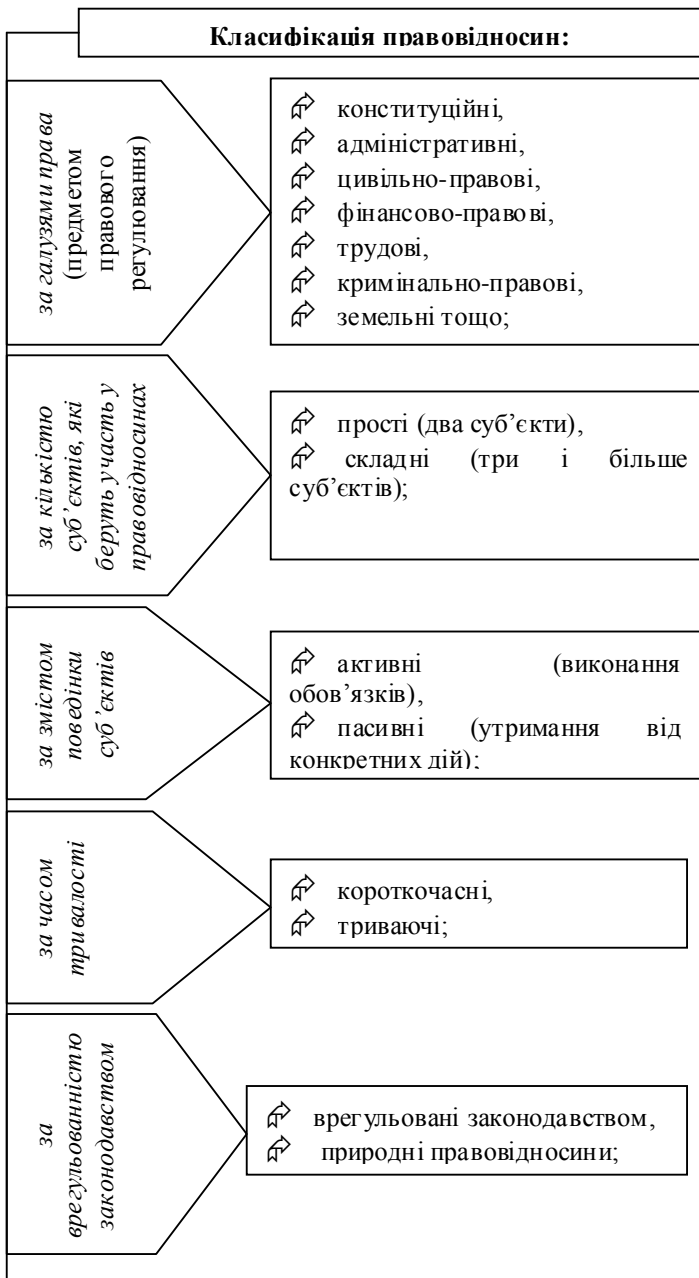 Класифікація правовідносин:
за галузями права
(предметом
правового
регулювання)
конституційні,
адміністративні,
цивільно-правові,
фінансово-правові,
трудові,
кримінально-правові,
земельні тощо;
за кількістю
суб’єктів, які
беруть участь у
правовідносинах
прості (два суб’єкти),
складні (три і більше
суб’єктів);
за змістом
поведінки
суб’єктів
активні (виконання
обов’язків),
пасивні (утримання від
конкретних дій);
за часом
тривалості
короткочасні,
триваючі;
за
врегульованністю
законодавством
врегульовані законодавством,
природні правовідносини;